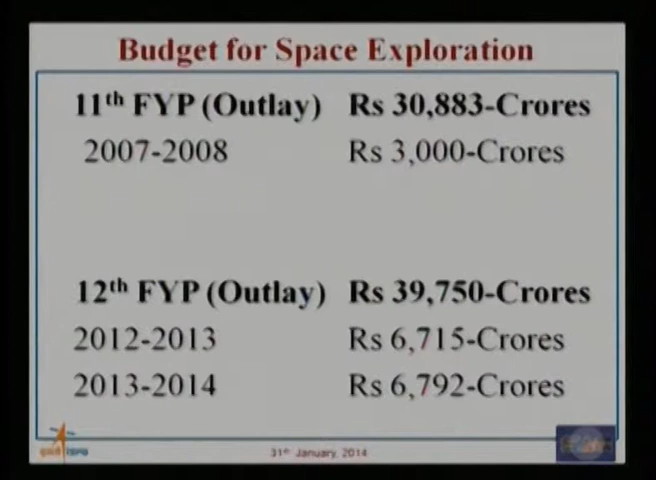 Budget for Space Exploration
11th FYP (Outlay) Rs 30,883-Crores
2007-2008 Rs 3,000-Crores
12th FYP (Outlay) Rs 39,750-Crores
2012-2013 Rs 6,715-Crores
2013-2014 Rs 6,792-Crores
इसरो ISRO
31st January, 2014